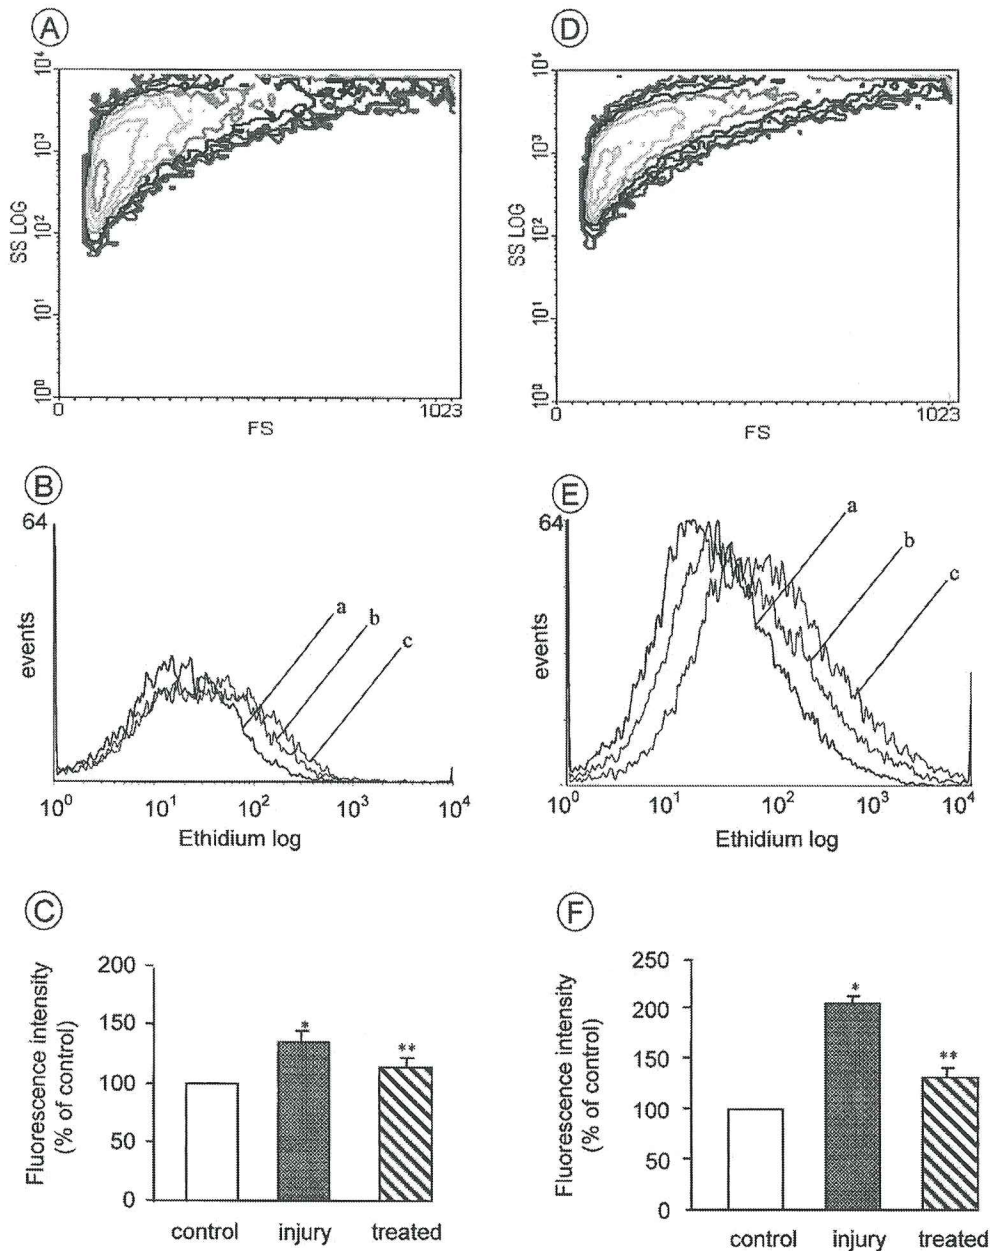 A
10⁴
10³
10²
10¹
10⁰
SS LOG
0
1023
FS
D
10⁴
10³
10²
10¹
10⁰
SS LOG
0
1023
FS
B
64
events
a
b
c
10⁰ 10¹ 10² 10³ 10⁴
Ethidium log
E
64
events
a
b
c
10⁰ 10¹ 10² 10³ 10⁴
Ethidium log
C
Fluorescence intensity
(% of control)
200
150
100
50
0
*
**
control injury treated
F
Fluorescence intensity
(% of control)
250
200
150
100
50
0
*
**
control injury treated